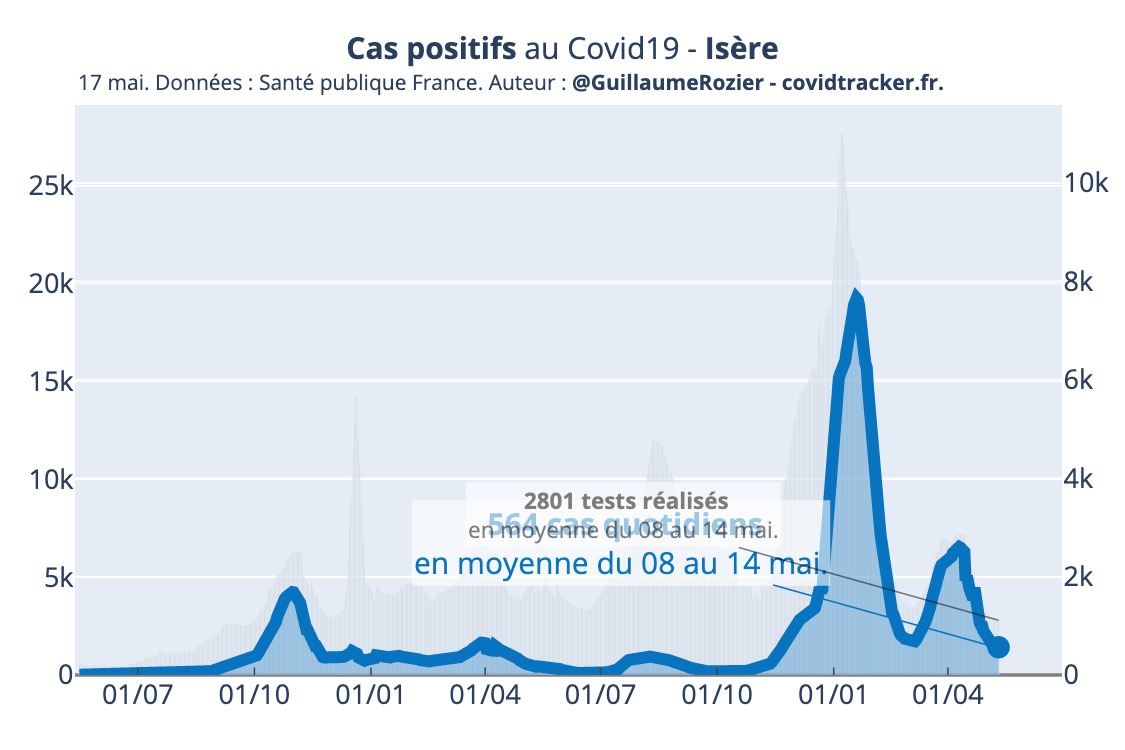 Cas positifs au Covid19 - Isère
17 mai. Données : Santé publique France. Auteur : @GuillaumeRozier - covidtracker.fr.
25k
20k
15k
10k
5k
0
10k
8k
6k
4k
2k
0
2801 tests réalisés
en moyenne du 08 au 14 mai.
564 cas quotidiens
en moyenne du 08 au 14 mai.
01/07 01/10 01/01 01/04 01/07 01/10 01/01 01/04